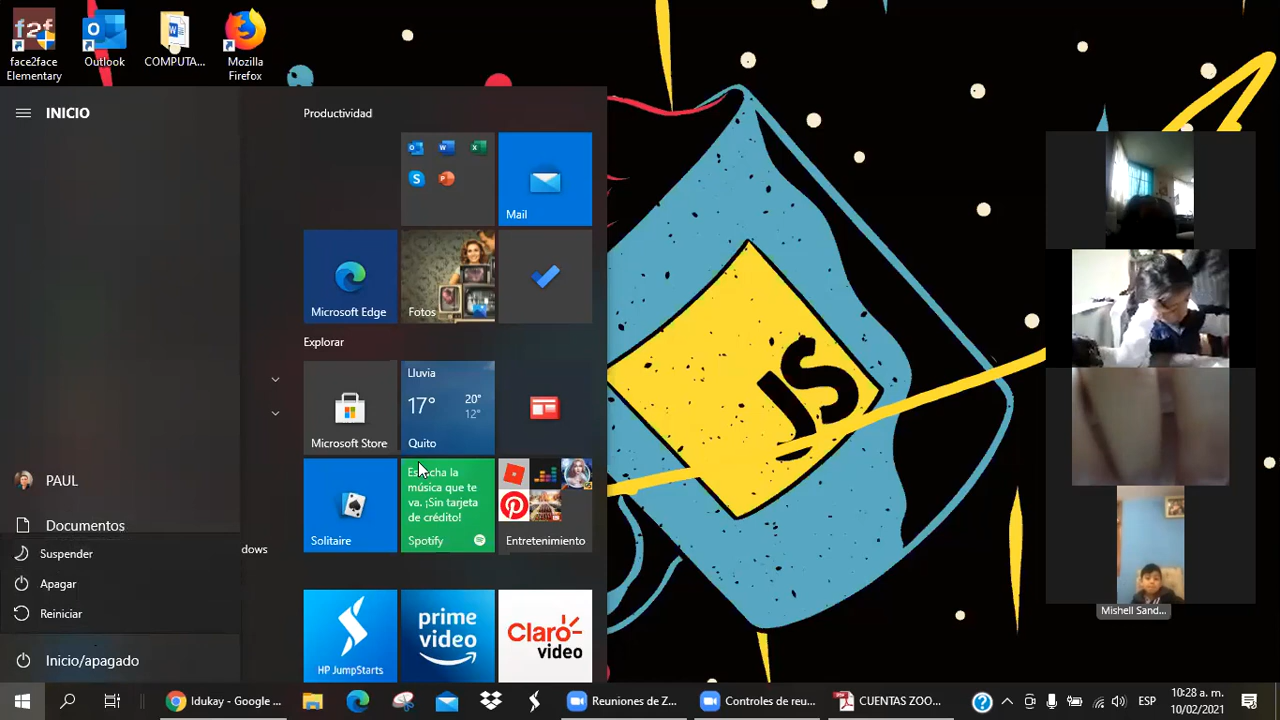 f2f
face2face
Elementary
Outlook
COMPUTA...
Mozilla
Firefox
INICIO
Productividad
Mail
Microsoft Edge
Fotos
Explorar
Microsoft Store
Lluvia
17°
20°
12°
Quito
Solitaire
Escucha la
música que te
va. ¡Sin tarjeta
de crédito!
Spotify
Entretenimiento
HP JumpStarts
prime
video
Claro
video
PAUL
Documentos
Suspender
dows
Apagar
Reiniciar
Inicio/apagado
JS
Mishell Sand...
Idukay - Google ...
Reuniones de Z...
Controles de reu...
CUENTAS ZOO...
ESP
10:28 a. m.
10/02/2021